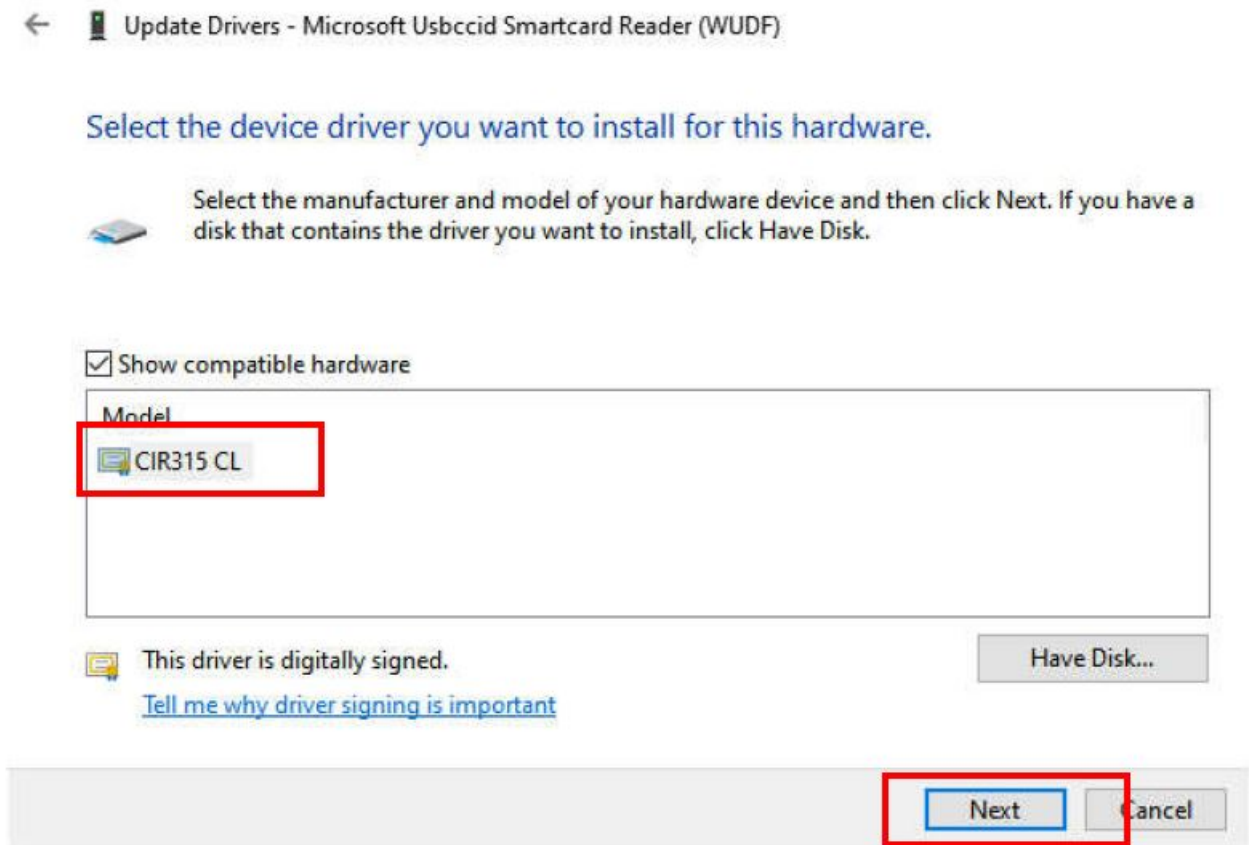 Update Drivers - Microsoft Usbccid Smartcard Reader (WUDF)
Select the device driver you want to install for this hardware.
Select the manufacturer and model of your hardware device and then click Next. If you have a
disk that contains the driver you want to install, click Have Disk.
Show compatible hardware
Model
CIR315 CL
This driver is digitally signed.
Have Disk...
Tell me why driver signing is important
Next
Cancel